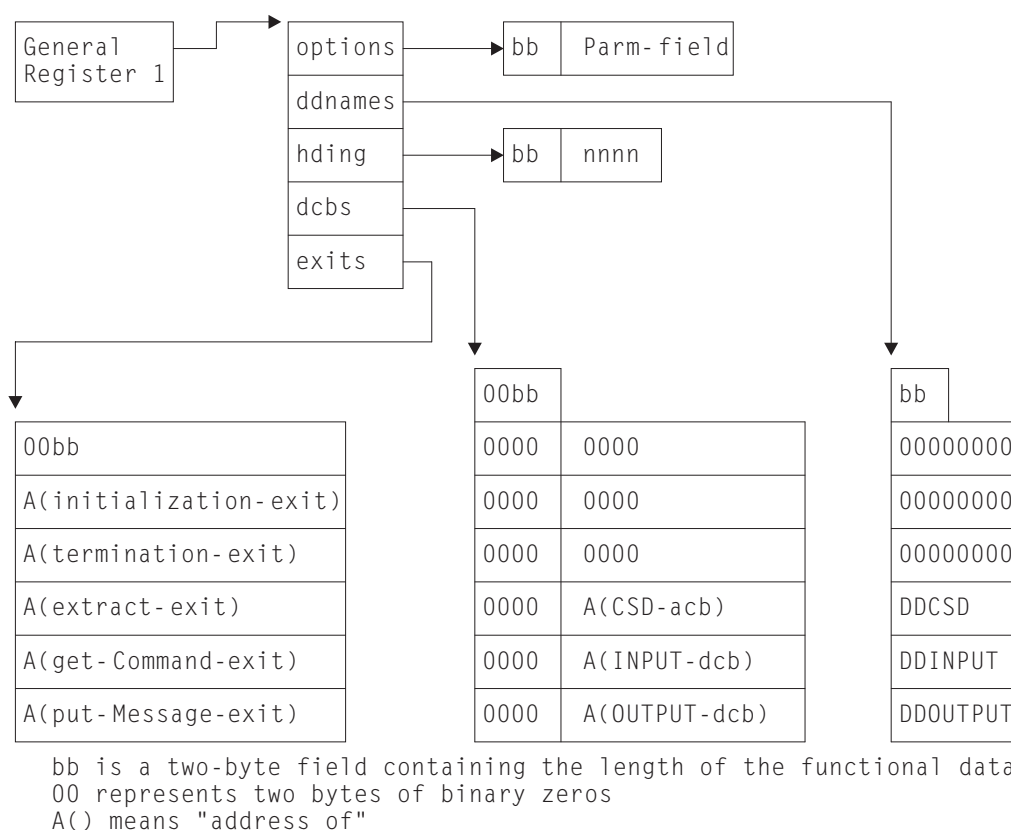 General
Register 1
options
bb Parm-field
ddnames
hding
bb nnnn
dcbs
exits
00bb
bb
00bb
0000 0000
00000000
A(initialization-exit)
0000 0000
00000000
A(termination-exit)
0000 0000
00000000
A(extract-exit)
0000 A(CSD-acb)
DDCSD
A(get-Command-exit)
0000 A(INPUT-dcb)
DDINPUT
A(put-Message-exit)
0000 A(OUTPUT-dcb)
DDOUTPUT
bb is a two-byte field containing the length of the functional data
00 represents two bytes of binary zeros
A() means "address of"